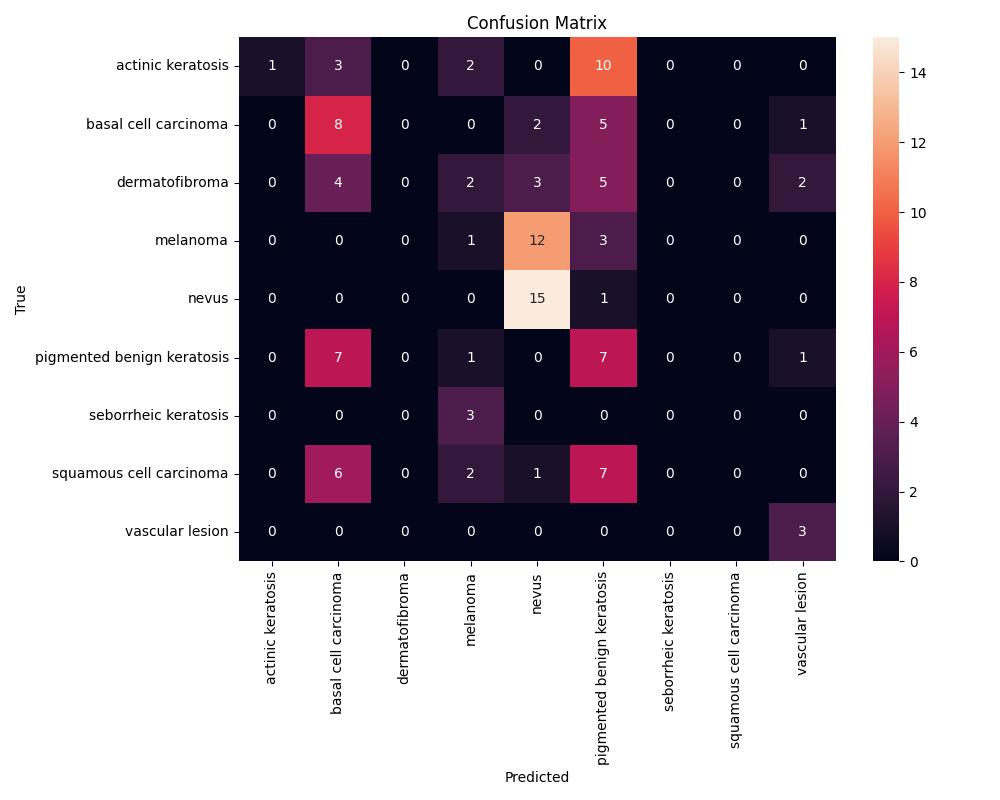 Confusion Matrix
True
actinic keratosis 1 3 0 2 0 10 0 0 0
basal cell carcinoma 0 8 0 0 2 5 0 0 1
dermatofibroma 0 4 0 2 3 5 0 0 2
melanoma 0 0 0 1 12 3 0 0 0
nevus 0 0 0 0 15 1 0 0 0
pigmented benign keratosis 0 7 0 1 0 7 0 0 1
seborrheic keratosis 0 0 0 3 0 0 0 0 0
squamous cell carcinoma 0 6 0 2 1 7 0 0 0
vascular lesion 0 0 0 0 0 0 0 0 3
actinic keratosis
basal cell carcinoma
dermatofibroma
melanoma
nevus
pigmented benign keratosis
seborrheic keratosis
squamous cell carcinoma
vascular lesion
Predicted
14
12
10
8
6
4
2
0